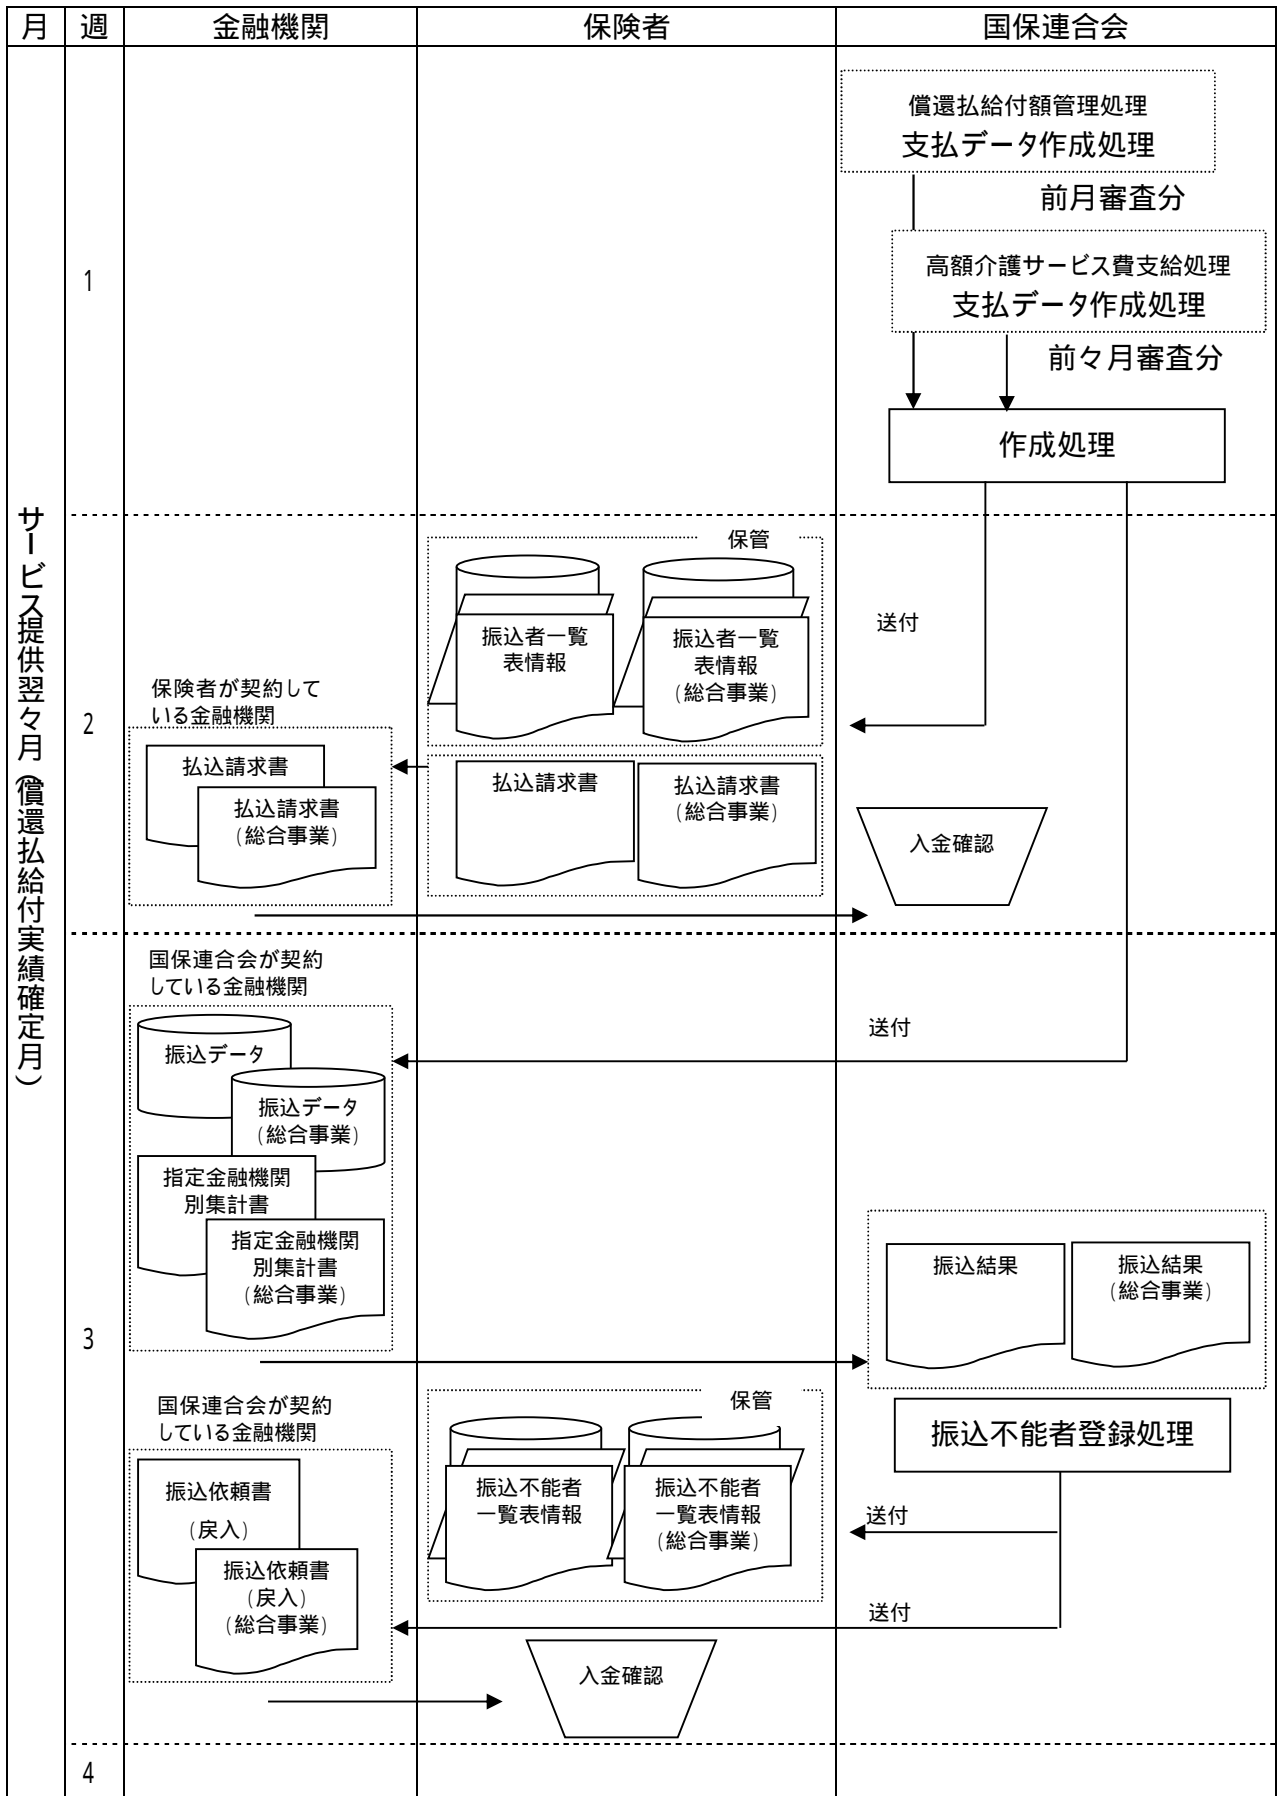 月
週
金融機関
保険者
国保連合会
サービス提供翌々月（償還払給付実績確定月）
1
償還払給付額管理処理
支払データ作成処理
前月審査分
高額介護サービス費支給処理
支払データ作成処理
前々月審査分
作成処理
2
保管
振込者一覧
表情報
振込者一覧
表情報
(総合事業)
送付
保険者が契約して
いる金融機関
払込請求書
払込請求書
(総合事業)
払込請求書
払込請求書
(総合事業)
入金確認
3
国保連合会が契約
している金融機関
振込データ
振込データ
(総合事業)
指定金融機関
別集計書
指定金融機関
別集計書
(総合事業)
送付
振込結果
振込結果
(総合事業)
国保連合会が契約
している金融機関
振込依頼書
(戻入)
振込依頼書
(戻入)
(総合事業)
保管
振込不能者
一覧表情報
振込不能者
一覧表情報
(総合事業)
振込不能者登録処理
送付
送付
入金確認
4